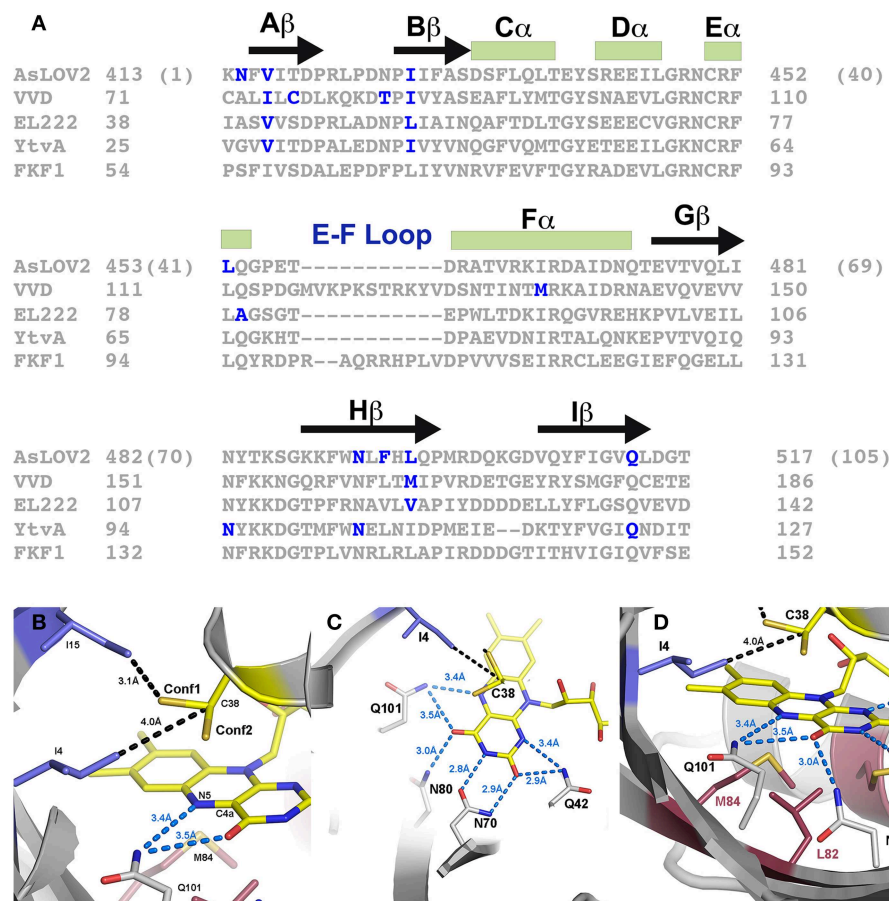 A
Aβ Bβ Cα Dα Eα
AsLOV2 413 (1) KNFVITDPRLPDNPIIFASDSFLQLTEYSREEILGRNCRF 452 (40)
VVD 71 CALILCDLKQKDTPIVYASEAFLYMTGYSNAEVLGRNCRF 110
EL222 38 IASVVSDPRLADNPLIAINQAFTDLTGYSEEECVGRNCRF 77
YtvA 25 VGVVITDPALEDNPIVYVNQGFVQMTGYETEEILGKNCRF 64
FKF1 54 PSFIVSDALEPDFPLIYVNRVFEVFTGYRADEVLGRNCRF 93
E-F Loop Fα Gβ
AsLOV2 453(41) LQGPET-----------DRATVRKIRDAIDNQTEVTVQLI 481 (69)
VVD 111 LQSPDGMVKPKSTRKYVDSNTINTMRKAIDRNAEVQVEVV 150
EL222 78 LAGSGT-----------EPWLTDKIRQGVREHKPVLVEIL 106
YtvA 65 LQGKHT-----------DPAEVDNIRTALQNKEPVTVQIQ 93
FKF1 94 LQYRDPR--AQRRHPLVDPVVVSEIRRCLEEGIEFQGELL 131
Hβ Iβ
AsLOV2 482(70) NYTKSGKKFWNLFHLQPMRDQKGDVQYFIGVQLDGT 517 (105)
VVD 151 NFKKNGQRFVNFLTMIPVRDETGEYRYSMGFQCETE 186
EL222 107 NYKKDGTPFRNAVLVAPIYDDDDELLYFLGSQVEVD 142
YtvA 94 NYKKDGTMFWNELNIDPMEIE--DKTYFVGIQNDIT 127
FKF1 132 NFRKDGTPLVNRLRLAPIRDDDGTITHVIGIQVFSE 152
B
I15
3.1Å
Conf1
C38
4.0Å
Conf2
I4
N5
C4a
3.4Å
3.5Å
M84
Q101
C
I4
C38
3.4Å
Q101
3.5Å
3.0Å
3.4Å
N80
2.8Å
2.9Å
2.9Å
Q42
N70
D
C38
I4
4.0Å
3.4Å
3.5Å
Q101
3.0Å
M84
L82
N